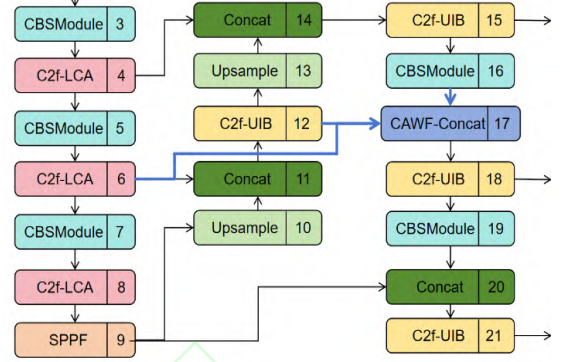 CBSModule 3
C2f-LCA 4
CBSModule 5
C2f-LCA 6
CBSModule 7
C2f-LCA 8
SPPF 9
Concat 14
Upsample 13
C2f-UIB 12
Concat 11
Upsample 10
C2f-UIB 15
CBSModule 16
CAWF-Concat 17
C2f-UIB 18
CBSModule 19
Concat 20
C2f-UIB 21